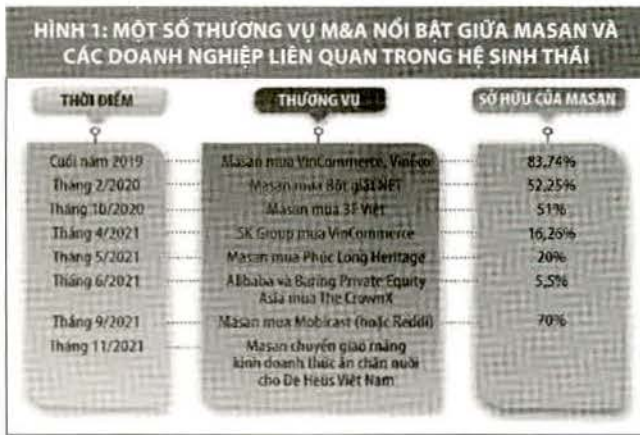 HÌNH 1: MỘT SỐ THƯƠNG VỤ M&A NỔI BẬT GIỮA MASAN VÀ
CÁC DOANH NGHIỆP LIÊN QUAN TRONG HỆ SINH THÁI
THỜI ĐIỂM THƯƠNG VỤ SỞ HỮU CỦA MASAN
Cuối năm 2019 Masan mua VinCommerce, VinEco 83,74%
Tháng 2/2020 Masan mua Bột giặt NET 52,25%
Tháng 10/2020 Masan mua 3F Việt 51%
Tháng 4/2021 SK Group mua VinCommerce 16,26%
Tháng 5/2021 Masan mua Phúc Long Heritage 20%
Tháng 6/2021 Alibaba và Baring Private Equity 5,5%
Asia mua The CrownX
Tháng 9/2021 Masan mua Mobicast (hoặc Reddi) 70%
Tháng 11/2021 Masan chuyển giao mảng
kinh doanh thức ăn chăn nuôi
cho De Heus Việt Nam